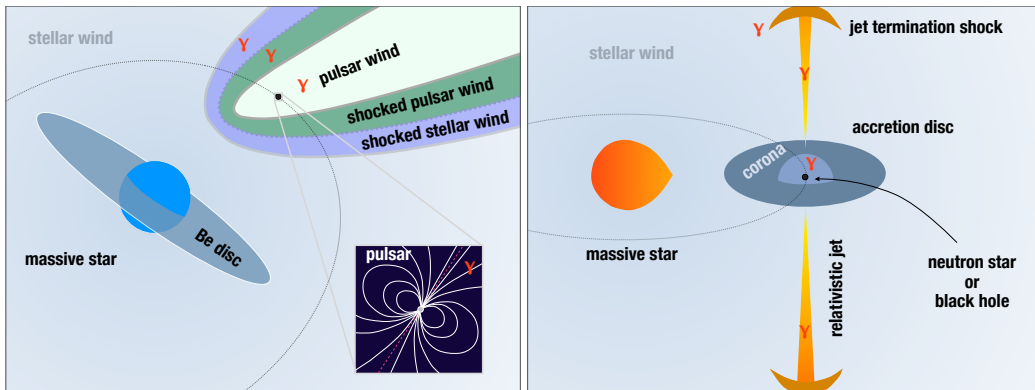 stellar wind
γ
γ
γ
pulsar wind
shocked pulsar wind
shocked stellar wind
Be disc
massive star
pulsar
γ
stellar wind
γ
jet termination shock
γ
accretion disc
corona
γ
massive star
neutron star
or
black hole
relativistic jet
γ